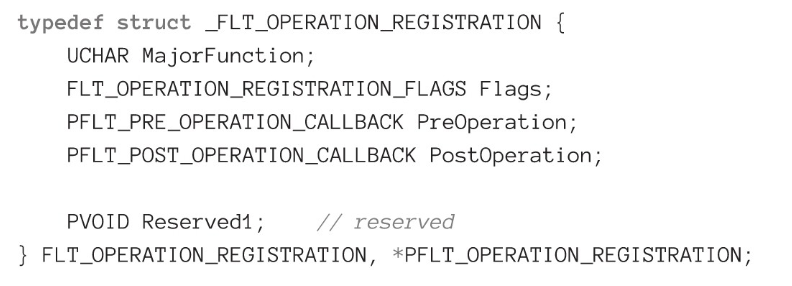 typedef struct _FLT_OPERATION_REGISTRATION {
    UCHAR MajorFunction;
    FLT_OPERATION_REGISTRATION_FLAGS Flags;
    PFLT_PRE_OPERATION_CALLBACK PreOperation;
    PFLT_POST_OPERATION_CALLBACK PostOperation;

    PVOID Reserved1;    // reserved
} FLT_OPERATION_REGISTRATION, *PFLT_OPERATION_REGISTRATION;